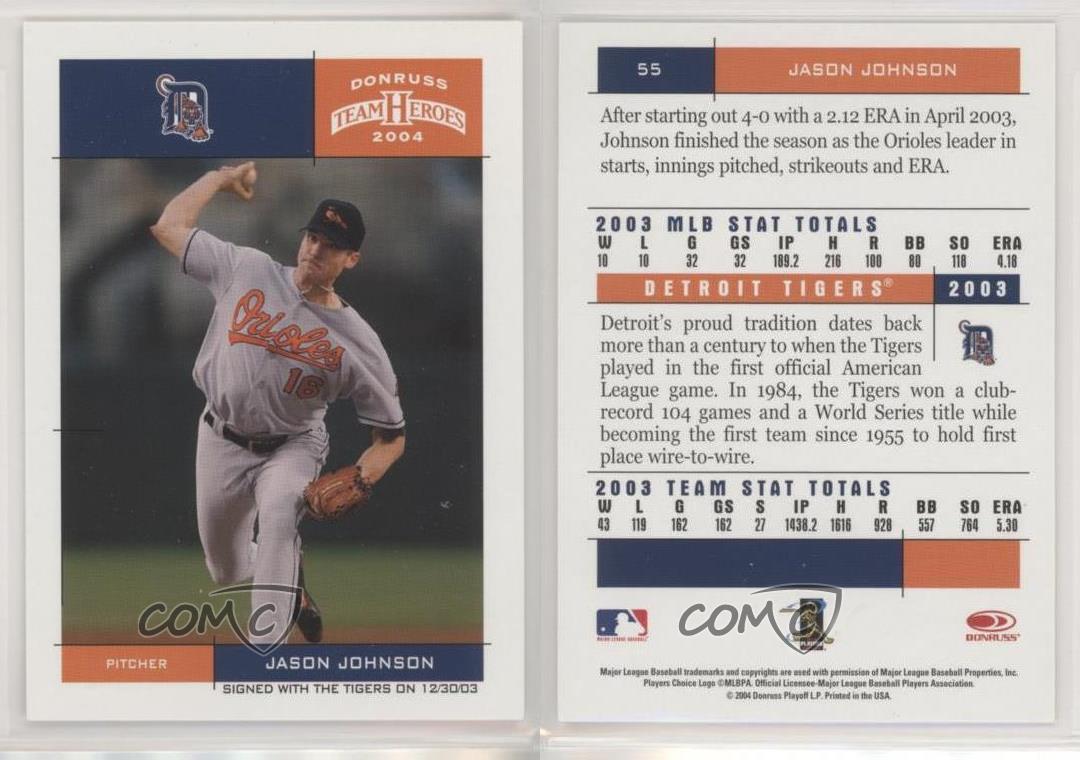 D
DONRUSS
TEAM HEROES
2004
Orioles
16
COMC
PITCHER
JASON JOHNSON
SIGNED WITH THE TIGERS ON 12/30/03
55
JASON JOHNSON
After starting out 4-0 with a 2.12 ERA in April 2003,
Johnson finished the season as the Orioles leader in
starts, innings pitched, strikeouts and ERA.
2003 MLB STAT TOTALS
W L G GS IP H R BB SO ERA
10 10 32 32 189.2 216 100 80 118 4.18
DETROIT TIGERS® 2003
Detroit's proud tradition dates back
more than a century to when the Tigers
played in the first official American
League game. In 1984, the Tigers won a club-
record 104 games and a World Series title while
becoming the first team since 1955 to hold first
place wire-to-wire.
D
2003 TEAM STAT TOTALS
W L G GS S IP H R BB SO ERA
43 119 162 162 27 1438.2 1616 928 557 764 5.30
COMC
MAJOR LEAGUE BASEBALL
DONRUSS
Major League Baseball trademarks and copyrights are used with permission of Major League Baseball Properties, Inc.
Players Choice Logo ©MLBPA. Official Licensee-Major League Baseball Players Association.
© 2004 Donruss Playoff L.P. Printed in the USA.